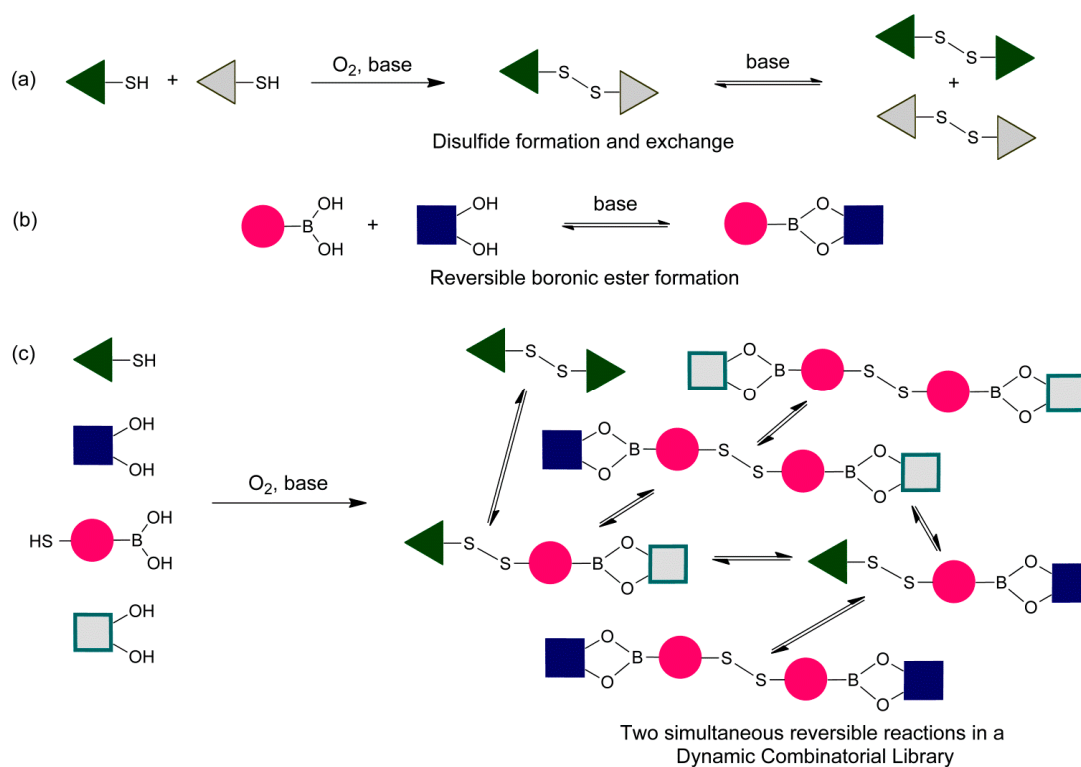 (a)
SH
+
SH
O2, base
S
S
base
S
S
+
S
S
Disulfide formation and exchange
(b)
OH
B
OH
+
OH
OH
base
B
O
O
Reversible boronic ester formation
(c)
SH
OH
OH
HS
B
OH
OH
OH
OH
O2, base
S
S
O
O
B
S
S
B
O
O
O
O
B
S
S
B
O
O
S
S
B
O
O
S
S
B
O
O
O
O
B
S
S
B
O
O
Two simultaneous reversible reactions in a
Dynamic Combinatorial Library